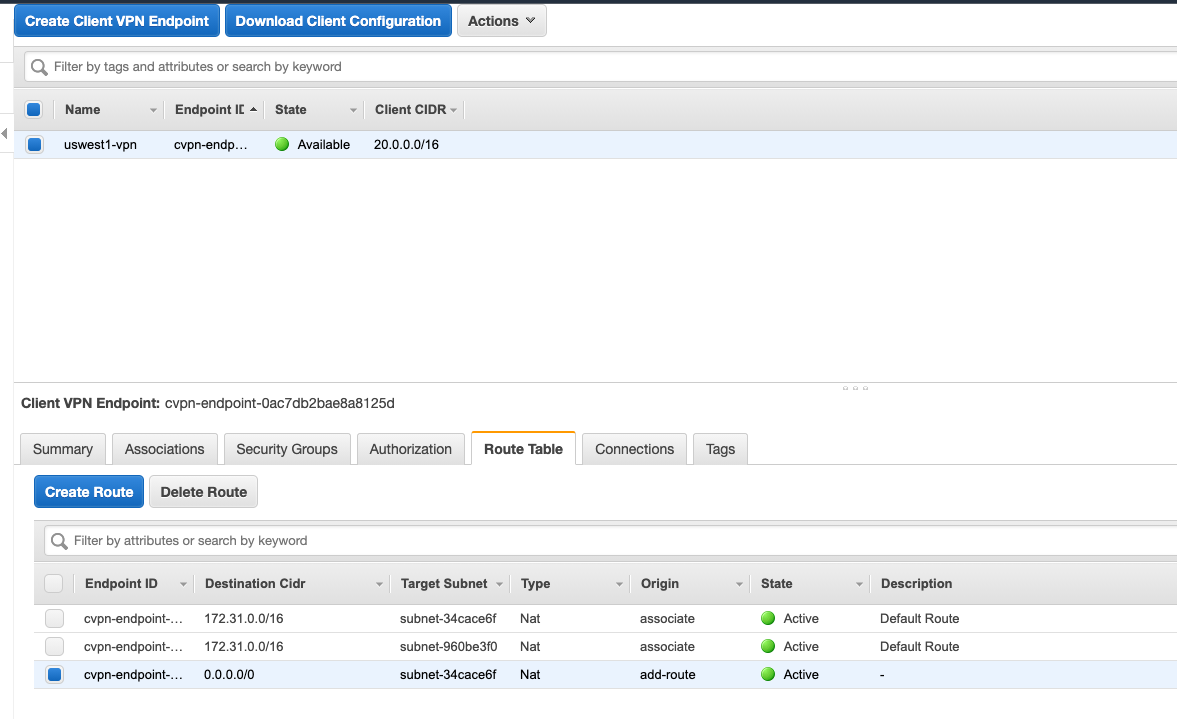 Create Client VPN Endpoint Download Client Configuration Actions
Filter by tags and attributes or search by keyword
Name Endpoint ID State Client CIDR
uswest1-vpn cvpn-endp… Available 20.0.0.0/16
Client VPN Endpoint: cvpn-endpoint-0ac7db2bae8a8125d
Summary Associations Security Groups Authorization Route Table Connections Tags
Create Route Delete Route
Filter by attributes or search by keyword
Endpoint ID Destination Cidr Target Subnet Type Origin State Description
cvpn-endpoint-… 172.31.0.0/16 subnet-34cace6f Nat associate Active Default Route
cvpn-endpoint-… 172.31.0.0/16 subnet-960be3f0 Nat associate Active Default Route
cvpn-endpoint-… 0.0.0.0/0 subnet-34cace6f Nat add-route Active -